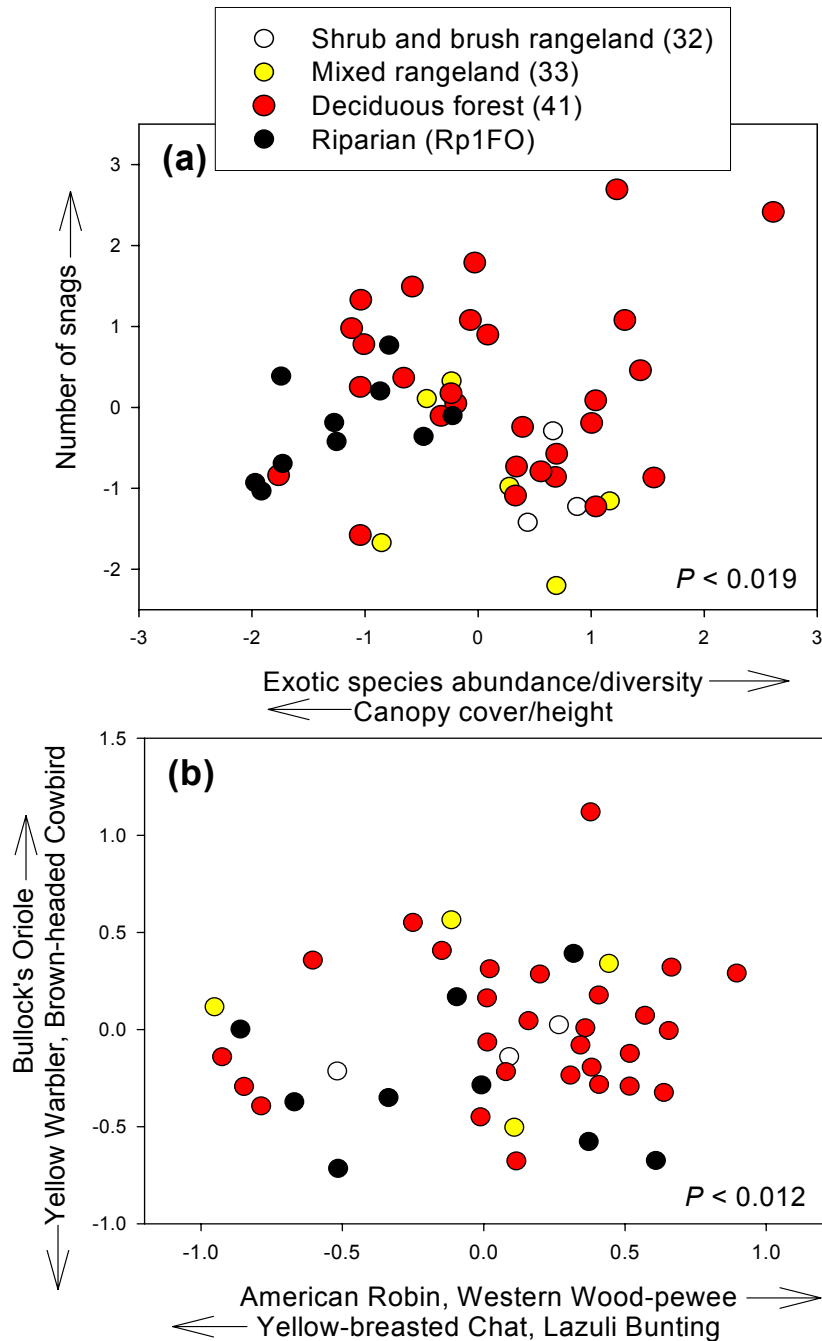 Shrub and brush rangeland (32)
Mixed rangeland (33)
Deciduous forest (41)
Riparian (Rp1FO)
(a)
3
2
1
0
-1
-2
Number of snags
P < 0.019
-3 -2 -1 0 1 2 3
Exotic species abundance/diversity
Canopy cover/height
(b)
1.5
1.0
0.5
0.0
-0.5
-1.0
Bullock's Oriole
Yellow Warbler, Brown-headed Cowbird
P < 0.012
-1.0 -0.5 0.0 0.5 1.0
American Robin, Western Wood-pewee
Yellow-breasted Chat, Lazuli Bunting